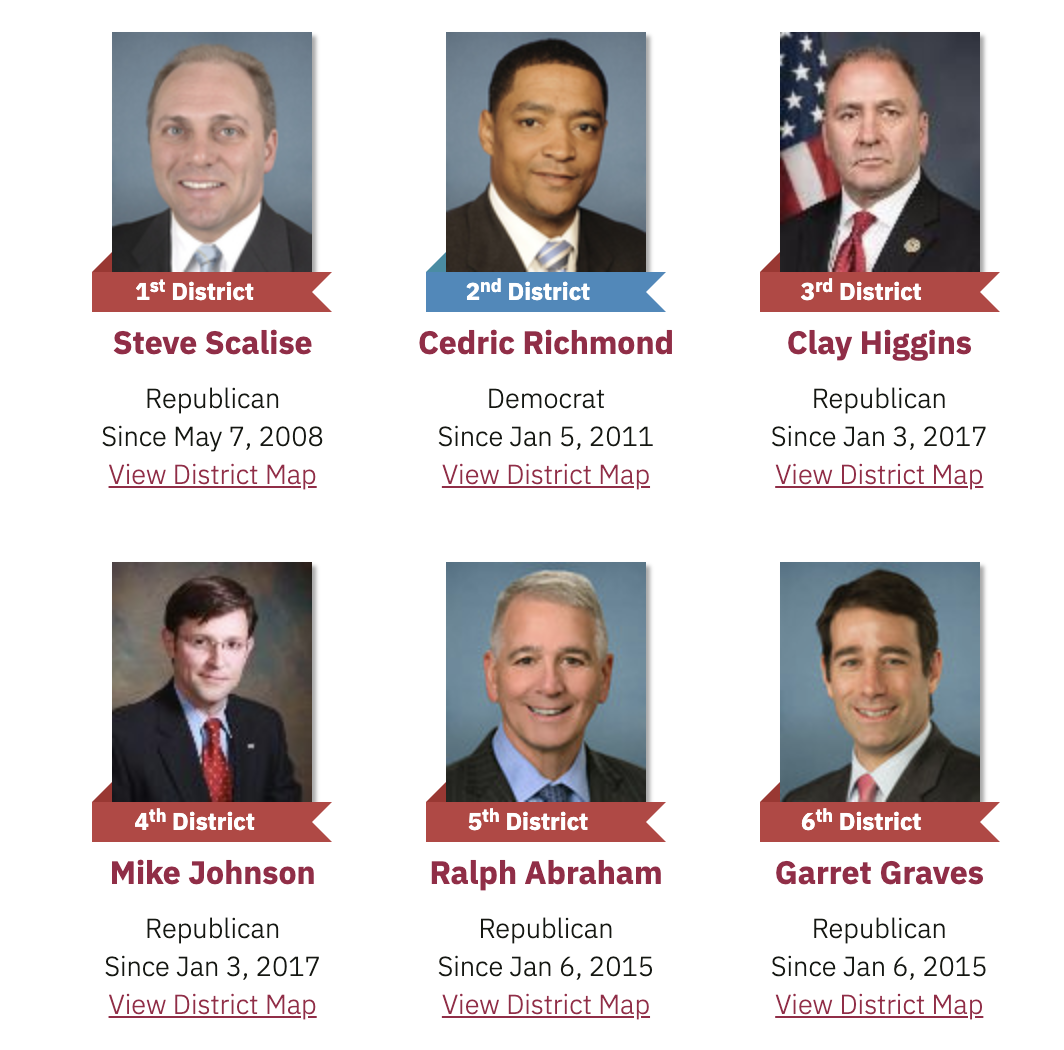 1st District
Steve Scalise
Republican
Since May 7, 2008
View District Map
2nd District
Cedric Richmond
Democrat
Since Jan 5, 2011
View District Map
3rd District
Clay Higgins
Republican
Since Jan 3, 2017
View District Map
4th District
Mike Johnson
Republican
Since Jan 3, 2017
View District Map
5th District
Ralph Abraham
Republican
Since Jan 6, 2015
View District Map
6th District
Garret Graves
Republican
Since Jan 6, 2015
View District Map